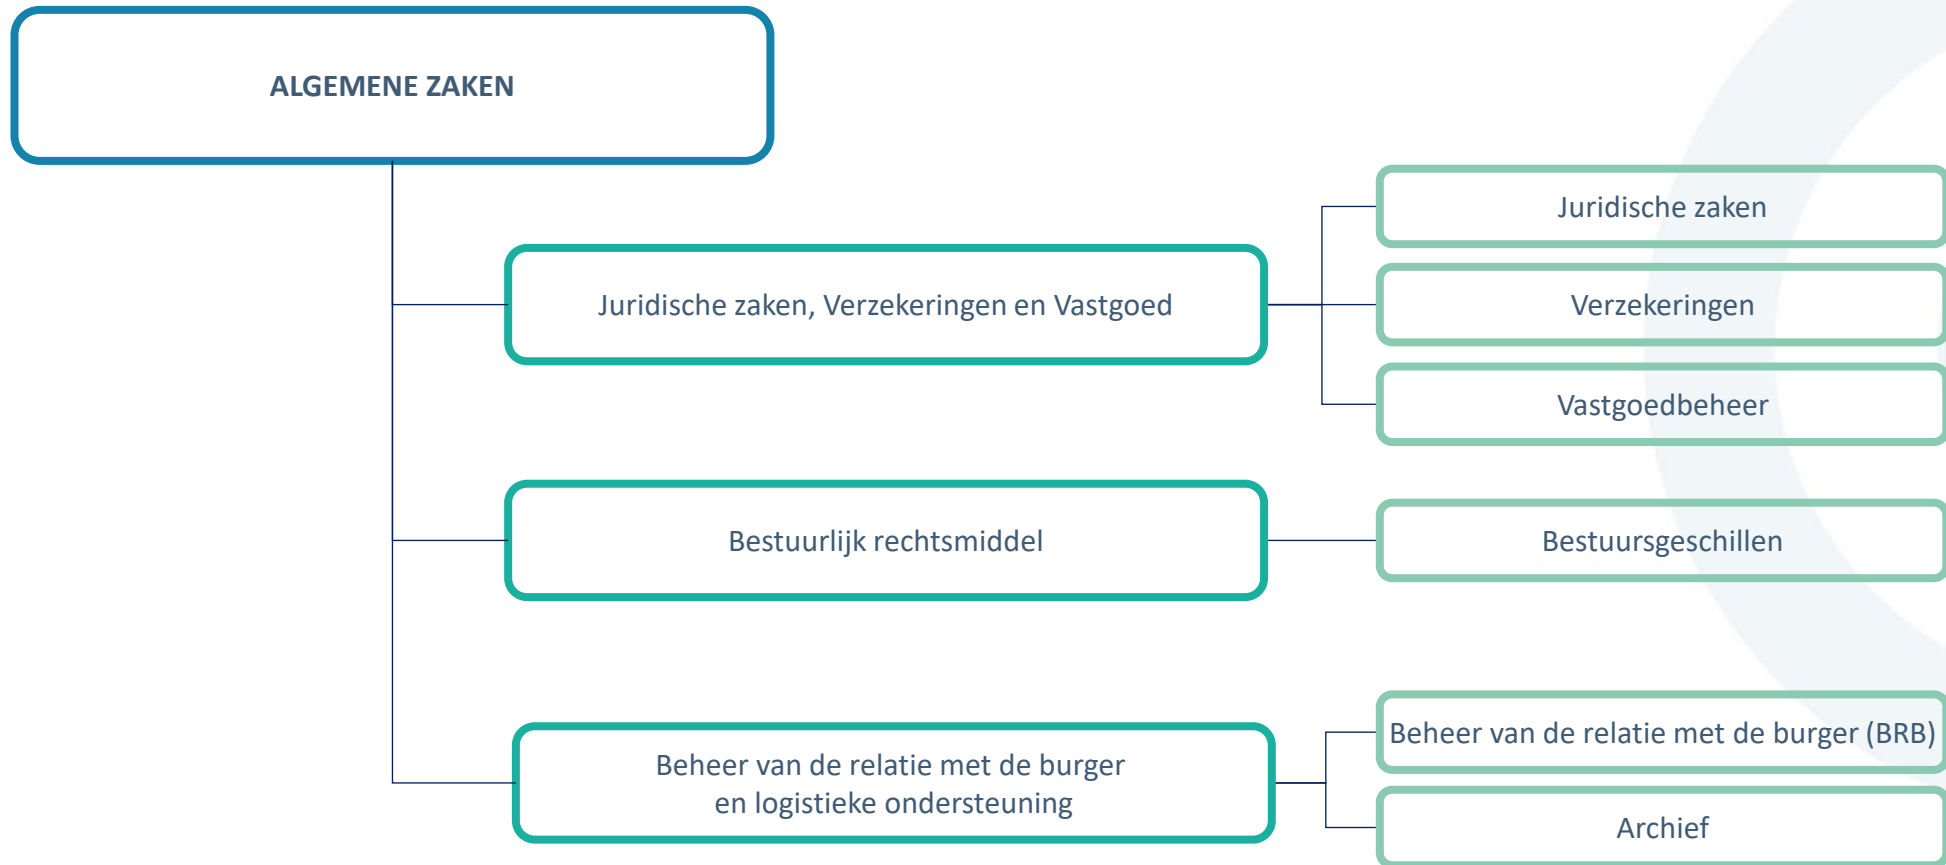 ALGEMENE ZAKEN
Juridische zaken, Verzekeringen en Vastgoed
Juridische zaken
Verzekeringen
Vastgoedbeheer
Bestuurlijk rechtsmiddel
Bestuursgeschillen
Beheer van de relatie met de burger
en logistieke ondersteuning
Beheer van de relatie met de burger (BRB)
Archief